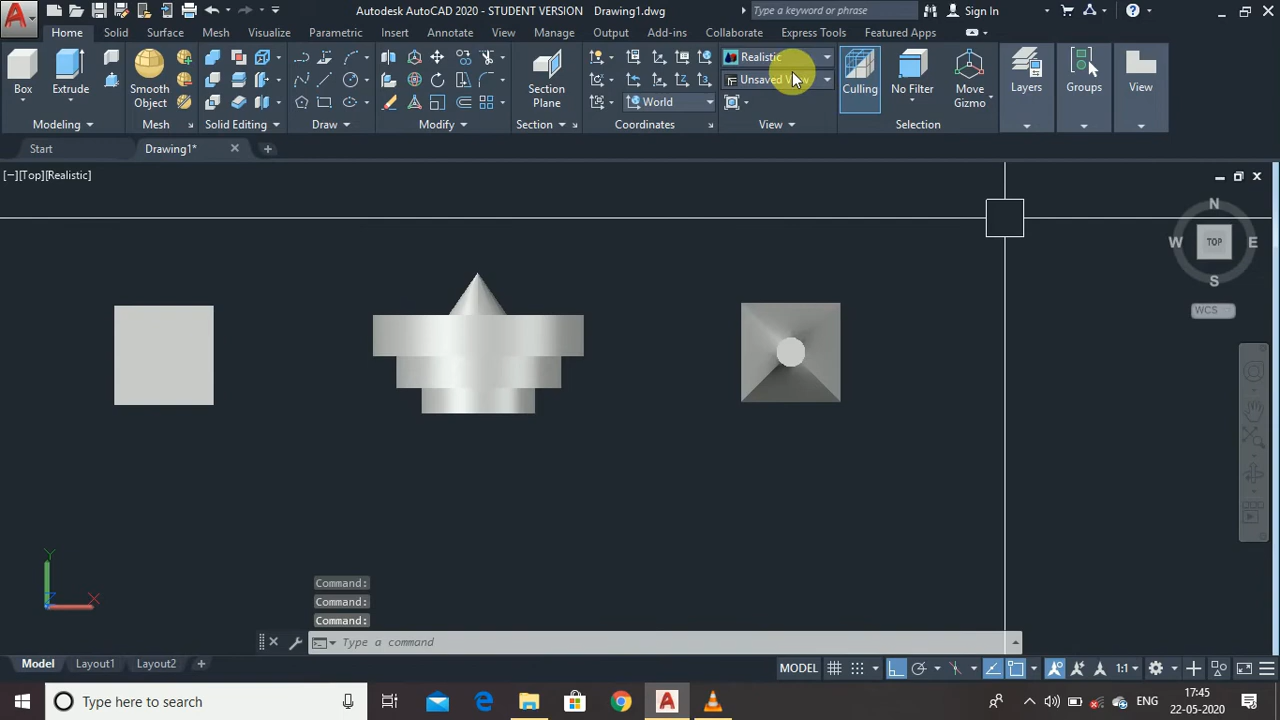 Autodesk AutoCAD 2020 - STUDENT VERSION Drawing1.dwg
Type a keyword or phrase
Sign In
Home Solid Surface Mesh Visualize Parametric Insert Annotate View Manage Output Add-ins Collaborate Express Tools Featured Apps
Box
Extrude
Smooth
Object
Section
Plane
World
Realistic
Unsaved View
Culling
No Filter
Move
Gizmo
Layers
Groups
View
Modeling Mesh Solid Editing Draw Modify Section Coordinates View Selection
Start
Drawing1*
[−][Top][Realistic]
N
W TOP E
S
WCS
Y
X
Command:
Command:
Command:
Type a command
Model Layout1 Layout2
MODEL
1:1
Type here to search
ENG
17:45
22-05-2020